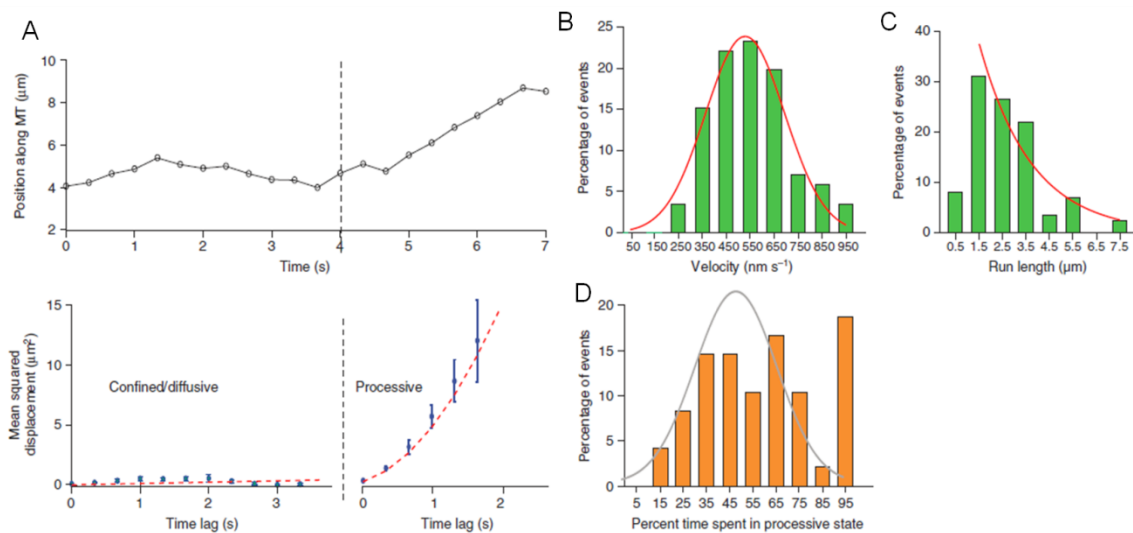 A
Position along MT (μm)
10
8
6
4
2
0 1 2 3 4 5 6 7
Time (s)
Mean squared
displacement (μm²)
15
10
5
0
Confined/diffusive
Processive
0 1 2 3
0 1 2
Time lag (s)
Time lag (s)
B
Percentage of events
25
20
15
10
5
0
50 150 250 350 450 550 650 750 850 950
Velocity (nm s⁻¹)
C
Percentage of events
40
30
20
10
0
0.5 1.5 2.5 3.5 4.5 5.5 6.5 7.5
Run length (μm)
D
Percentage of events
20
15
10
5
0
5 15 25 35 45 55 65 75 85 95
Percent time spent in processive state